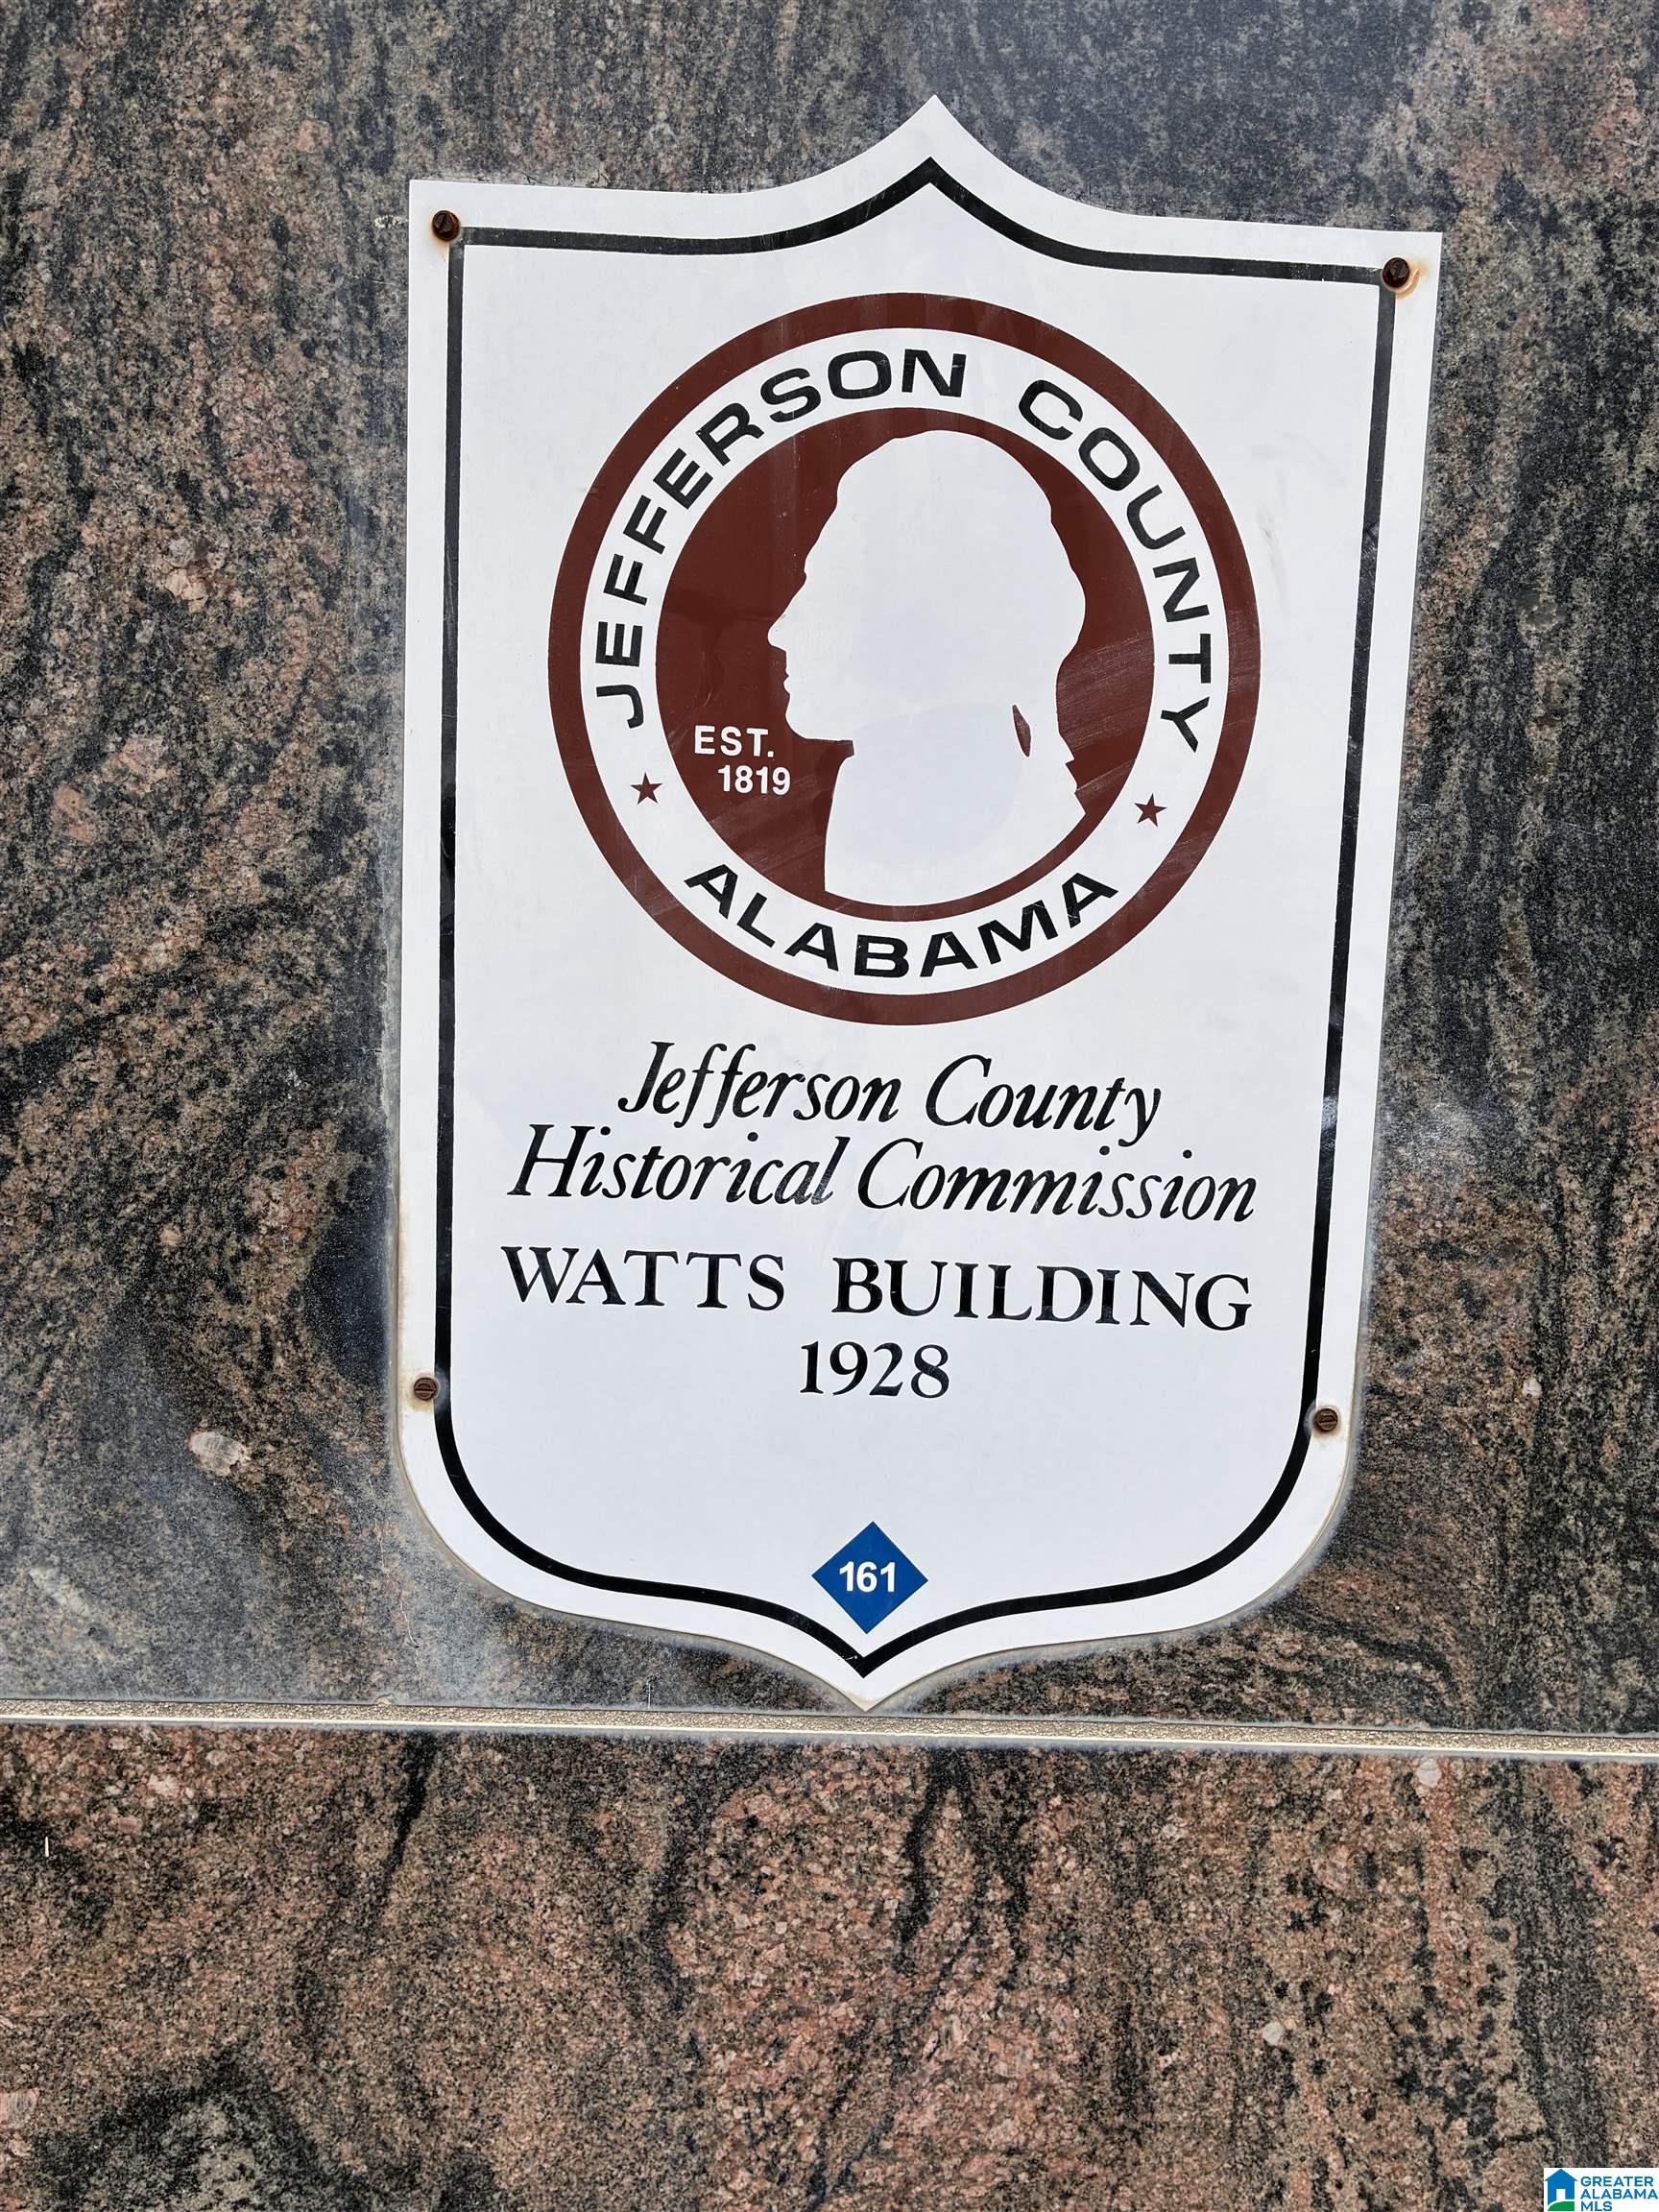 JEFFERSON COUNTY
EST.
1819
ALABAMA
Jefferson County
Historical Commission
WATTS BUILDING
1928
161
GREATER
ALABAMA
MLS